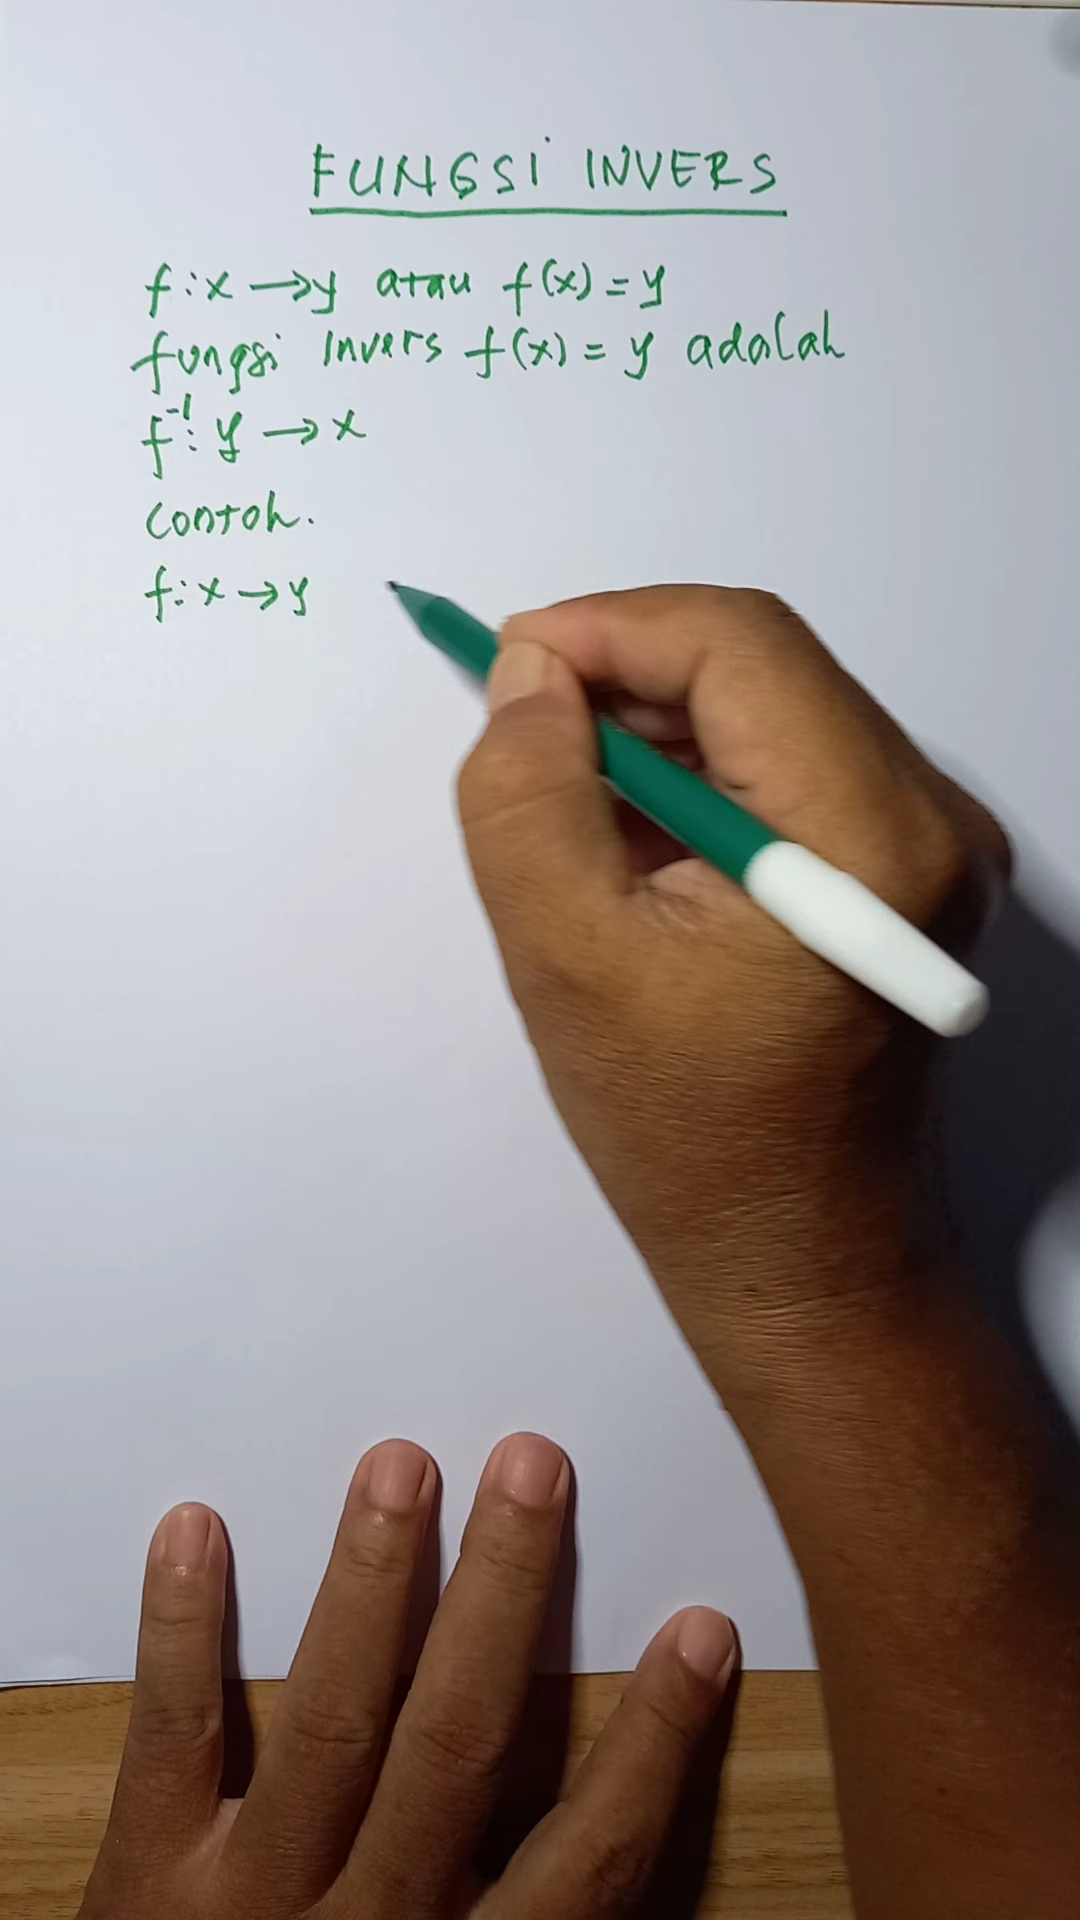 FUNGSI INVERS
f:x →y atau f(x) = y
fungsi invers f(x) = y adalah
f⁻¹: y → x
contoh.
f:x → y